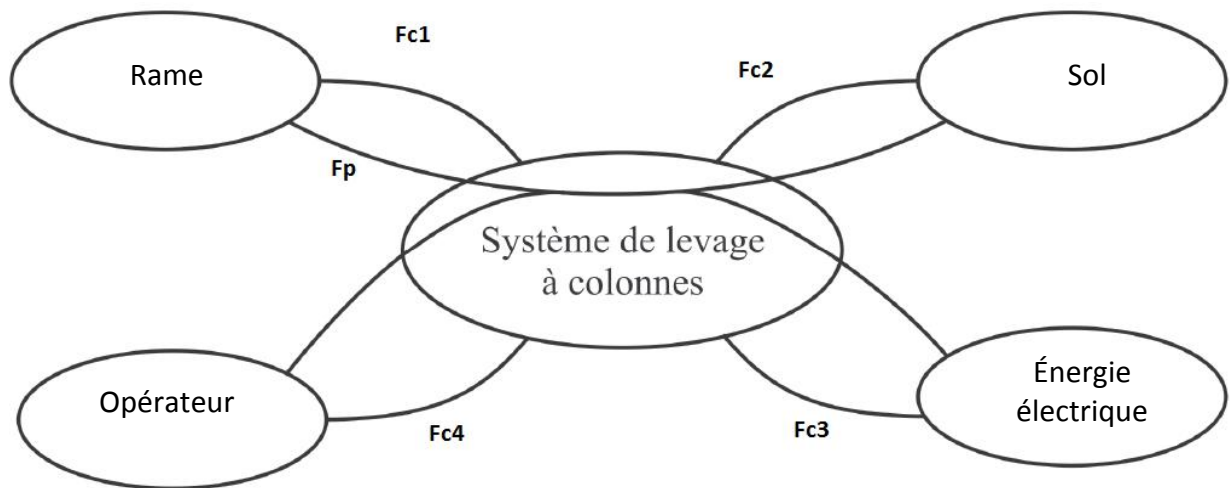 Fc1
Rame
Fc2
Sol
Fp
Système de levage
à colonnes
Opérateur
Énergie
électrique
Fc4
Fc3